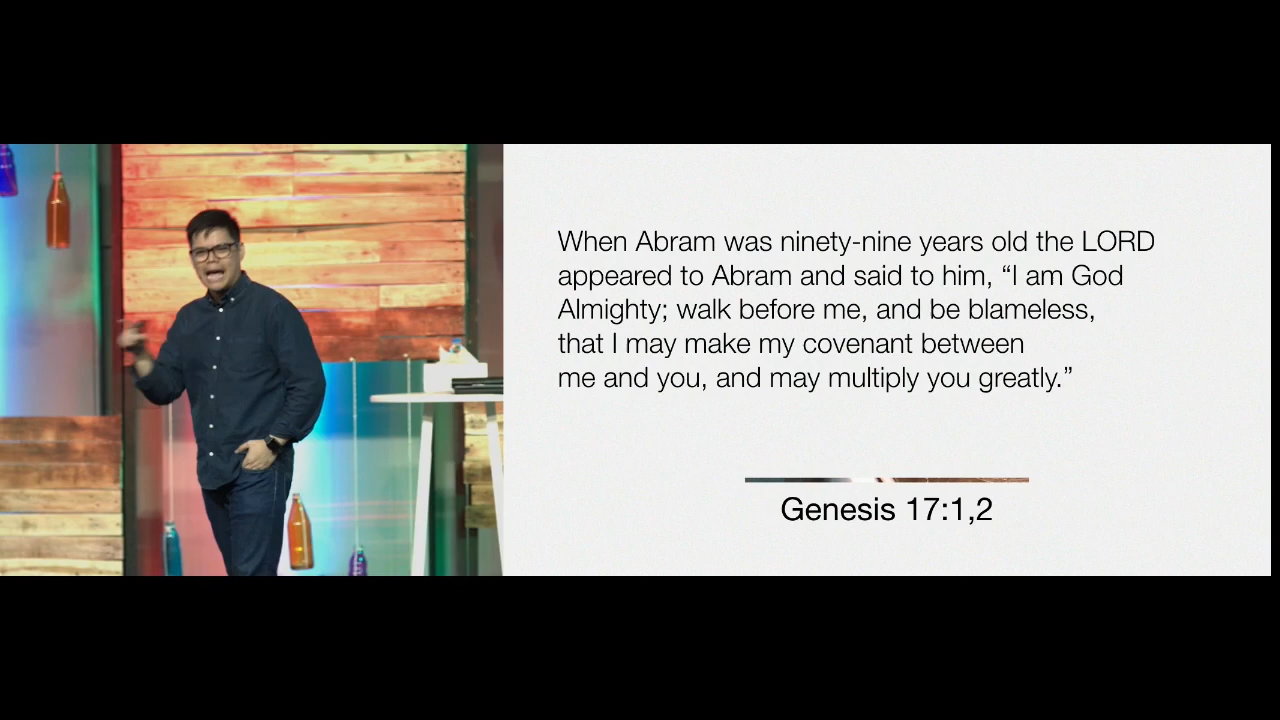 When Abram was ninety-nine years old the LORD
appeared to Abram and said to him, “I am God
Almighty; walk before me, and be blameless,
that I may make my covenant between
me and you, and may multiply you greatly.”
Genesis 17:1,2